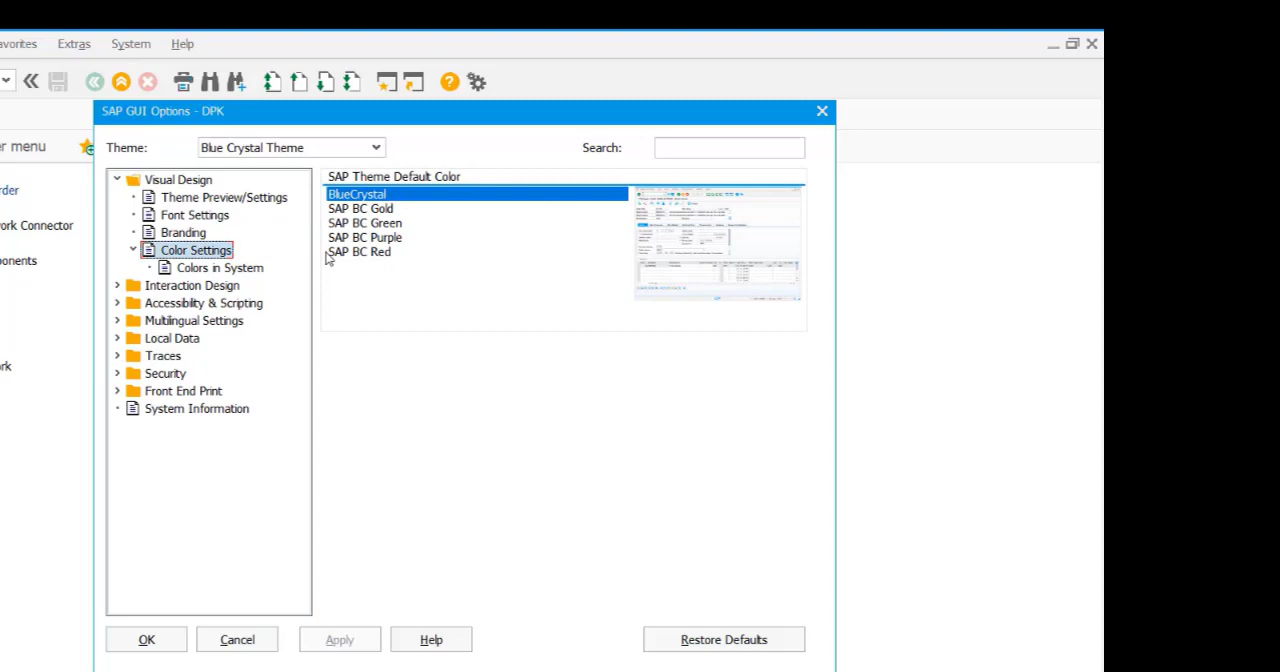 avorites Extras System Help
SAP GUI Options - DPK
er menu
Theme: Blue Crystal Theme Search:
rder
ork Connector
ponents
rk
Visual Design
Theme Preview/Settings
Font Settings
Branding
Color Settings
Colors in System
Interaction Design
Accessibility & Scripting
Multilingual Settings
Local Data
Traces
Security
Front End Print
System Information
SAP Theme Default Color
BlueCrystal
SAP BC Gold
SAP BC Green
SAP BC Purple
SAP BC Red
OK Cancel Apply Help Restore Defaults